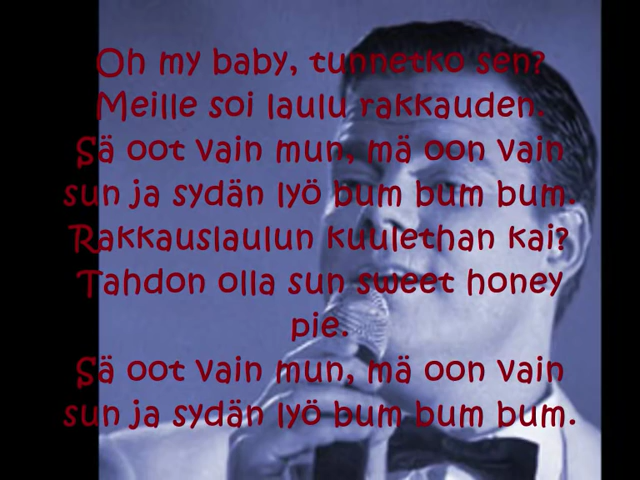 Oh my baby, tunnetko sen?
Meille soi laulu rakkauden.
Sä oot vain mun, mä oon vain
sun ja sydän lyö bum bum bum.
Rakkauslaulun kuulethan kai?
Tahdon olla sun sweet honey
pie.
Sä oot vain mun, mä oon vain
sun ja sydän lyö bum bum bum.